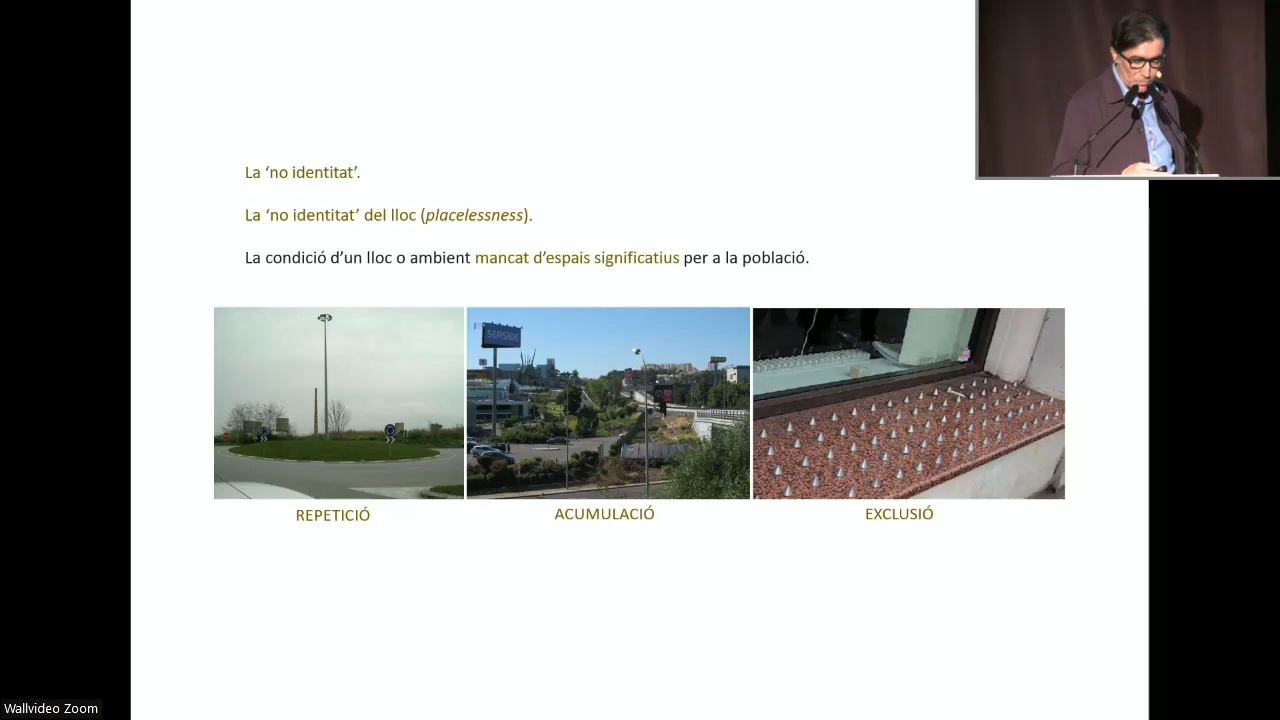 La ‘no identitat’.
La ‘no identitat’ del lloc (placelessness).
La condició d’un lloc o ambient mancat d’espais significatius per a la població.
SEASIDE
REPETICIÓ
ACUMULACIÓ
EXCLUSIÓ
Wallvideo Zoom